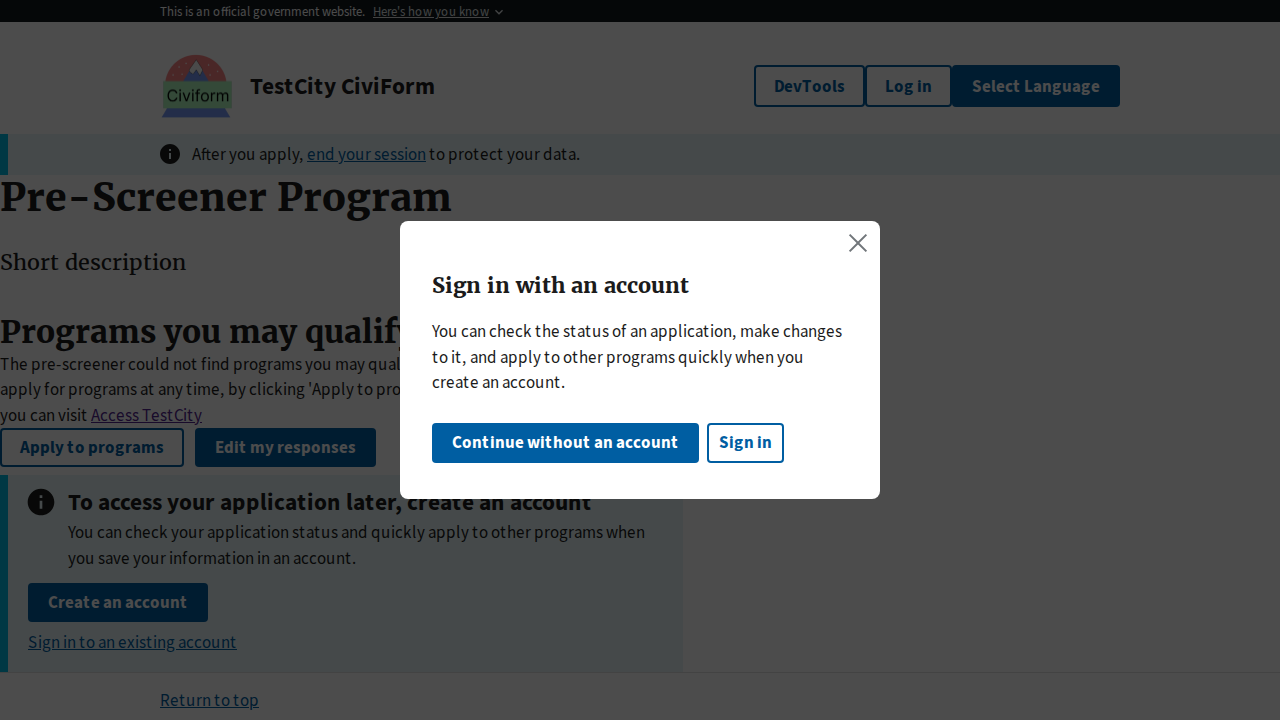 This is an official government website. Here's how you know
Civiform
TestCity CiviForm
DevTools
Log in
Select Language
After you apply, end your session to protect your data.
Pre-Screener Program
Short description
Programs you may qualify
The pre-screener could not find programs you may qual
apply for programs at any time, by clicking 'Apply to pro
you can visit Access TestCity
Apply to programs
Edit my responses
Sign in with an account
You can check the status of an application, make changes
to it, and apply to other programs quickly when you
create an account.
Continue without an account
Sign in
To access your application later, create an account
You can check your application status and quickly apply to other programs when
you save your information in an account.
Create an account
Sign in to an existing account
Return to top